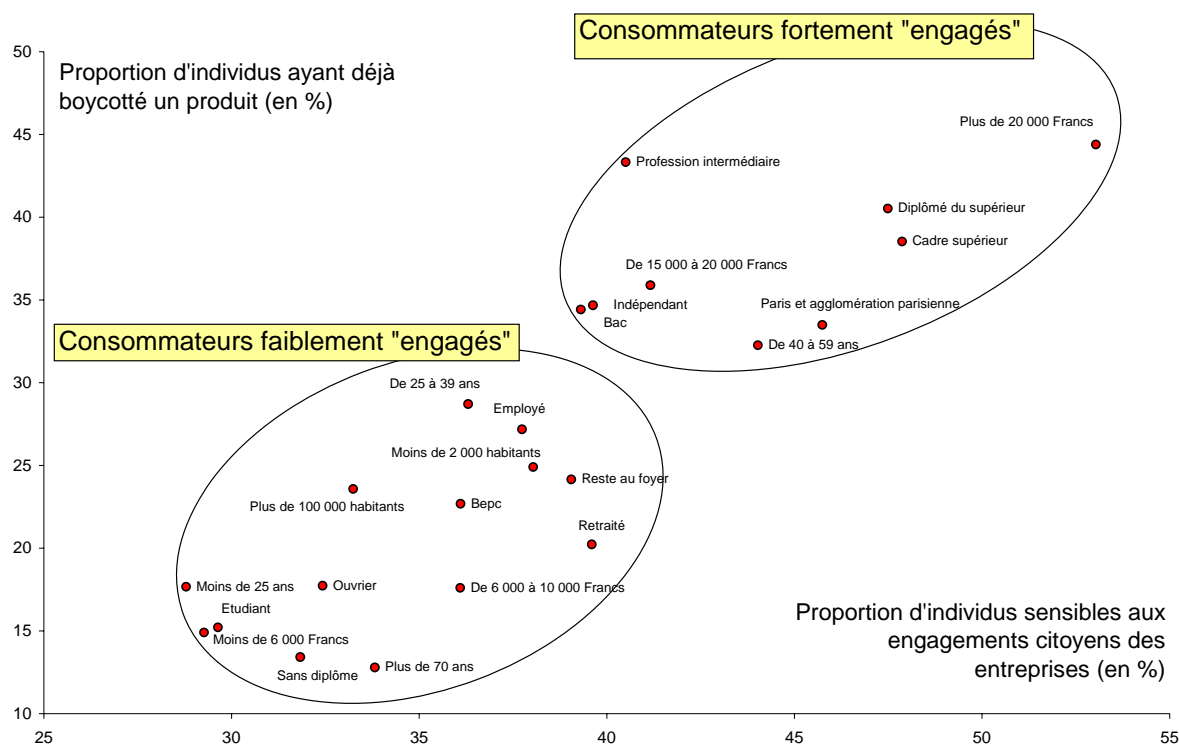 Consommateurs fortement "engagés"
50
Proportion d'individus ayant déjà
boycotté un produit (en %)
Plus de 20 000 Francs
45
Profession intermédiaire
Diplômé du supérieur
40
Cadre supérieur
De 15 000 à 20 000 Francs
35
Indépendant
Paris et agglomération parisienne
Bac
Consommateurs faiblement "engagés"
De 40 à 59 ans
30
De 25 à 39 ans
Employé
Moins de 2 000 habitants
25
Reste au foyer
Plus de 100 000 habitants
Bepc
Retraité
20
Moins de 25 ans
Ouvrier
De 6 000 à 10 000 Francs
Etudiant
Proportion d'individus sensibles aux
engagements citoyens des
entreprises (en %)
15
Moins de 6 000 Francs
Sans diplôme
Plus de 70 ans
10
25 30 35 40 45 50 55